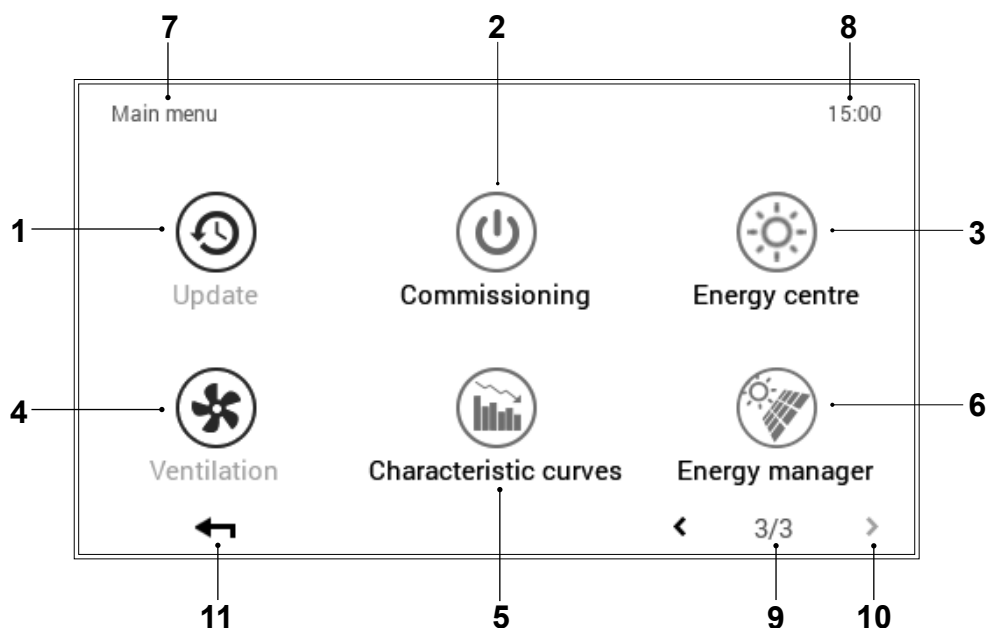 7 2 8
Main menu 15:00
1 3
Update Commissioning Energy centre
4 6
Ventilation Characteristic curves Energy manager
3/3
11 5 9 10